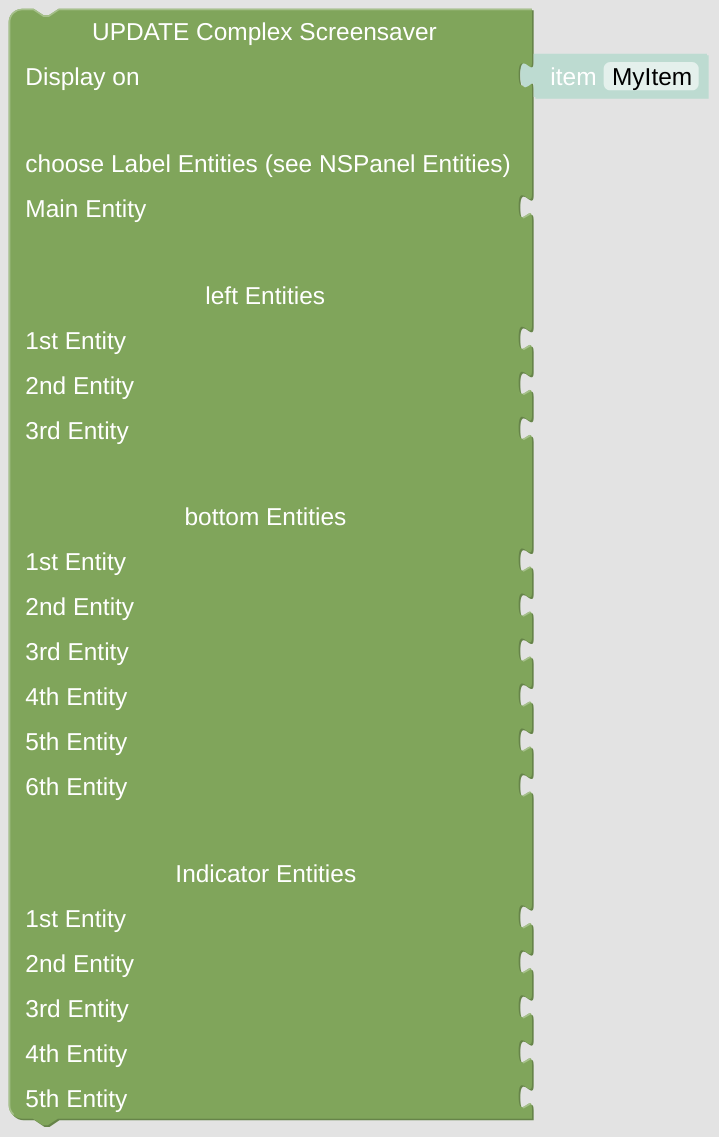 UPDATE Complex Screensaver
Display on item MyItem
choose Label Entities (see NSPanel Entities)
Main Entity
left Entities
1st Entity
2nd Entity
3rd Entity
bottom Entities
1st Entity
2nd Entity
3rd Entity
4th Entity
5th Entity
6th Entity
Indicator Entities
1st Entity
2nd Entity
3rd Entity
4th Entity
5th Entity